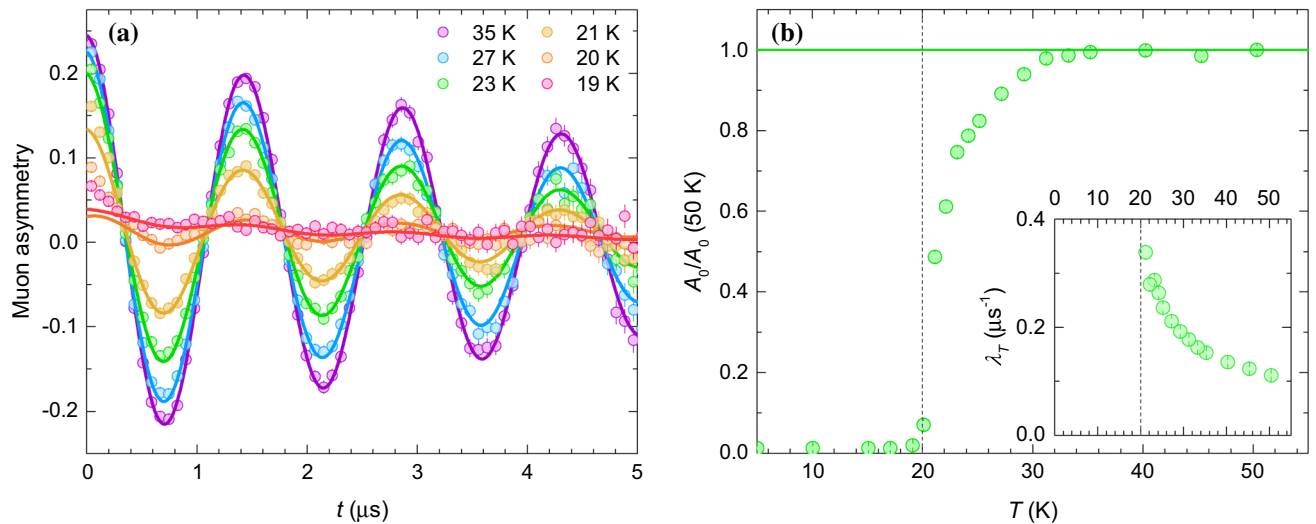 (a)
35 K 21 K
27 K 20 K
23 K 19 K
Muon asymmetry
0.2
0.1
0.0
-0.1
-0.2
0 1 2 3 4 5
t (μs)
(b)
A0/A0 (50 K)
1.0
0.8
0.6
0.4
0.2
0.0
10 20 30 40 50
T (K)
0 10 20 30 40 50
λT (μs-1)
0.4
0.2
0.0